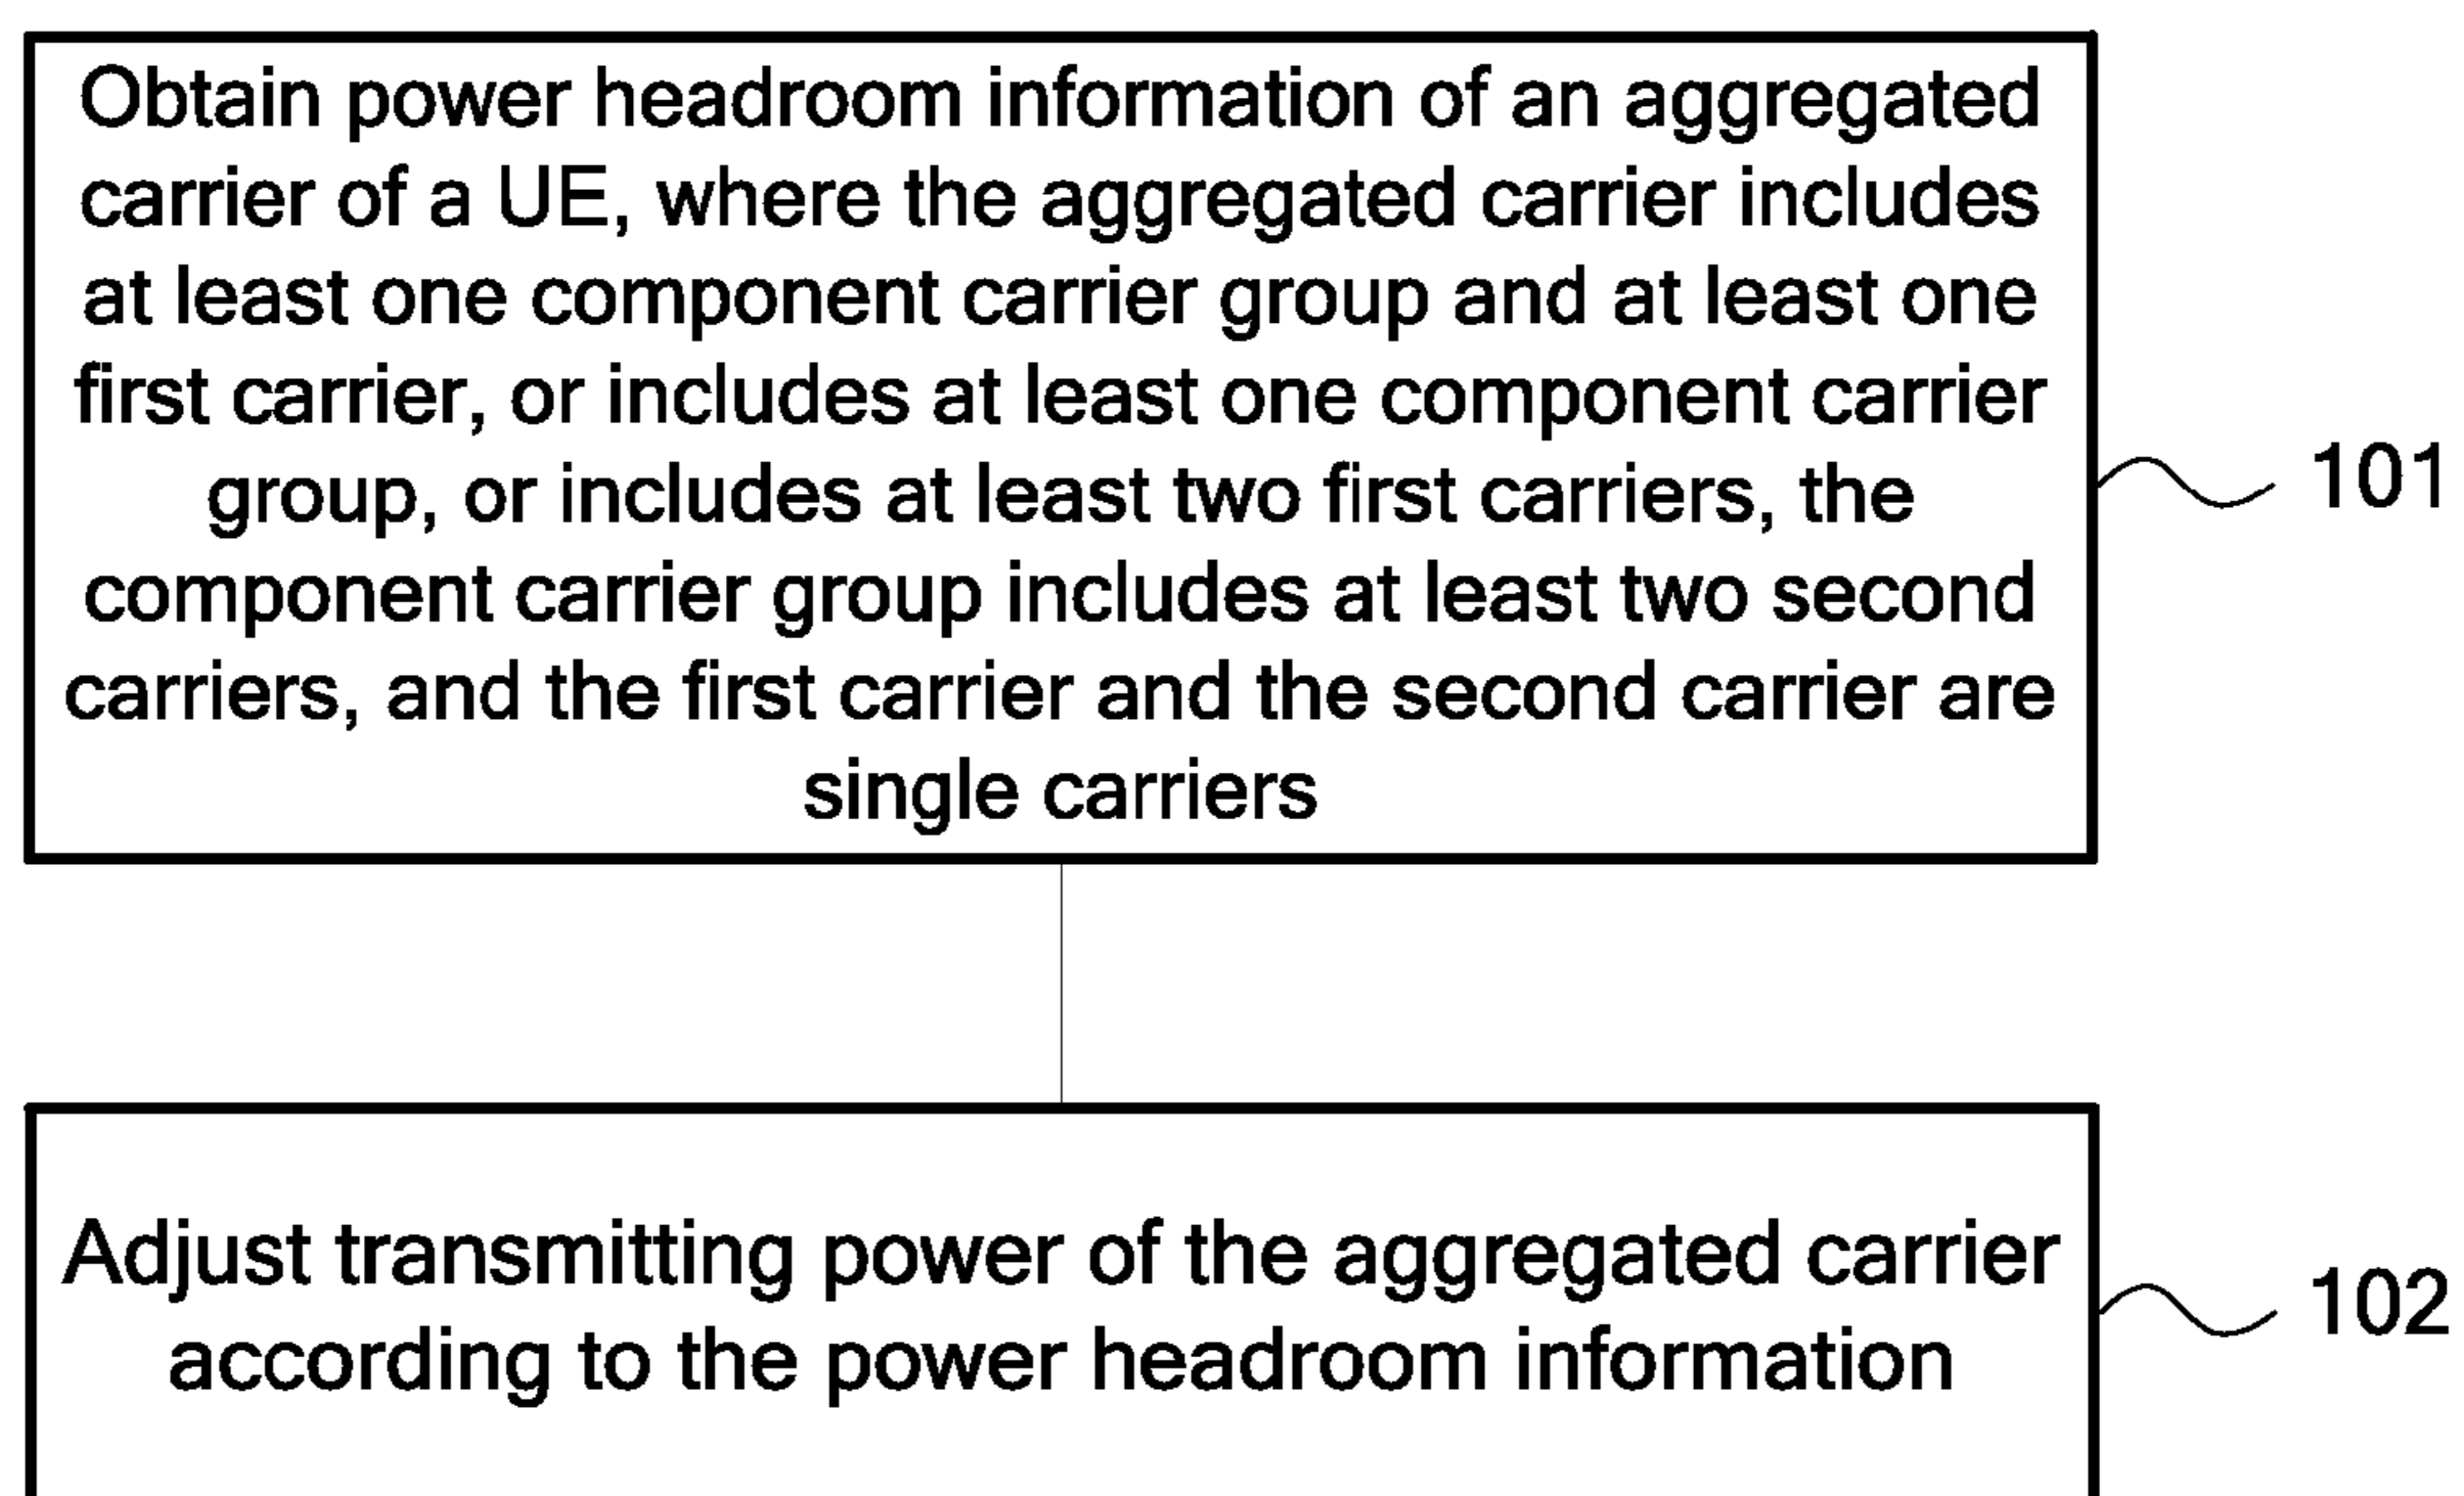 Obtain power headroom information of an aggregated
carrier of a UE, where the aggregated carrier includes
at least one component carrier group and at least one
first carrier, or includes at least one component carrier
group, or includes at least two first carriers, the
component carrier group includes at least two second
carriers, and the first carrier and the second carrier are
single carriers
101
Adjust transmitting power of the aggregated carrier
according to the power headroom information
102